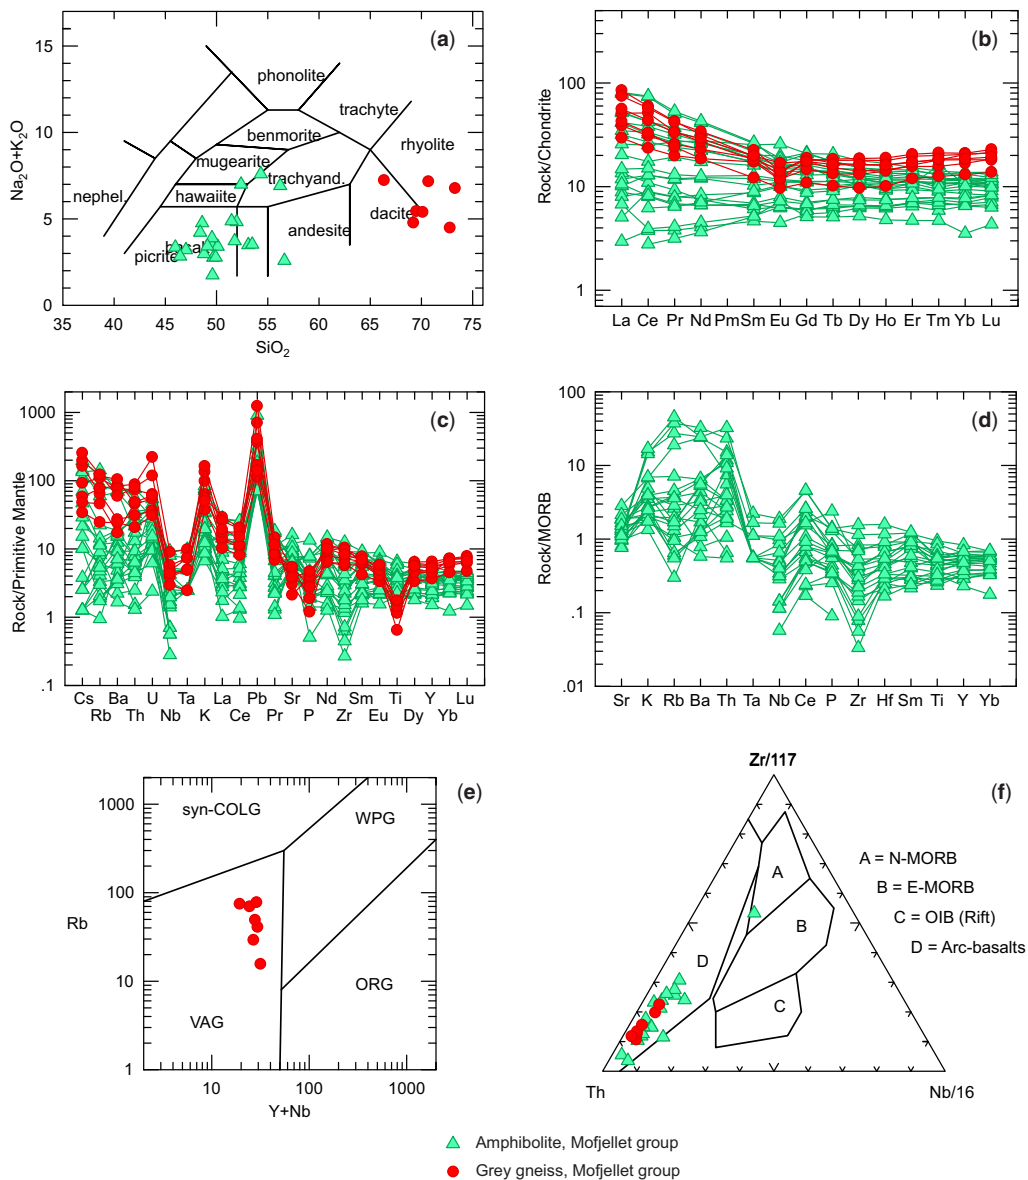 (a)
Na2O+K2O
15
10
5
0
phonolite
trachyte
benmorite
rhyolite
mugearite
trachyand.
nephel.
hawaiite
dacite
andesite
basalt
picrite
35 40 45 50 55 60 65 70 75
SiO2
(b)
Rock/Chondrite
100
10
1
La Ce Pr Nd Pm Sm Eu Gd Tb Dy Ho Er Tm Yb Lu
(c)
Rock/Primitive Mantle
1000
100
10
1
.1
Cs Ba U Ta La Pb Sr Nd Sm Ti Y Lu
Rb Th Nb K Ce Pr P Zr Eu Dy Yb
(d)
Rock/MORB
100
10
1
.1
.01
Sr K Rb Ba Th Ta Nb Ce P Zr Hf Sm Ti Y Yb
(e)
Rb
1000
100
10
1
syn-COLG
WPG
VAG
ORG
10 100 1000
Y+Nb
(f)
Zr/117
A = N-MORB
B = E-MORB
C = OIB (Rift)
D = Arc-basalts
A
B
D
C
Th
Nb/16
Amphibolite, Mofjellet group
Grey gneiss, Mofjellet group